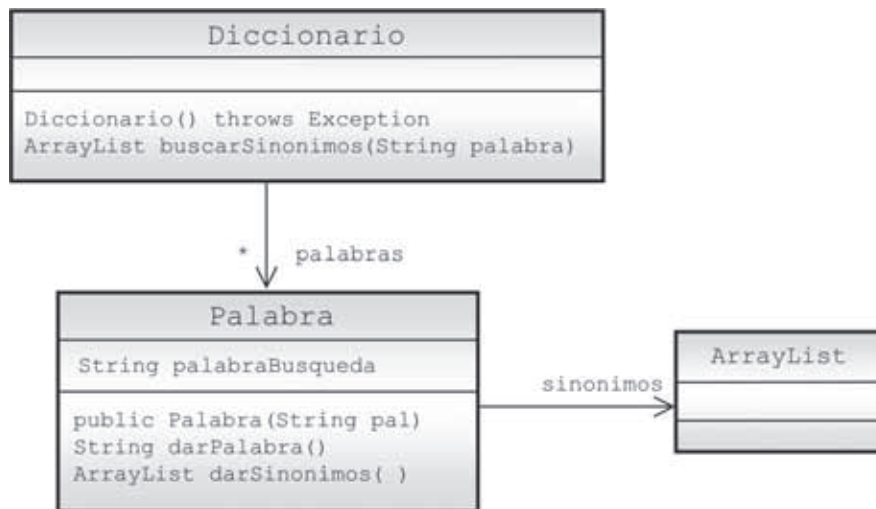 Diccionario
Diccionario() throws Exception
ArrayList buscarSinonimos(String palabra)
* palabras
Palabra
String palabraBusqueda
public Palabra(String pal)
String darPalabra()
ArrayList darSinonimos( )
sinonimos
ArrayList